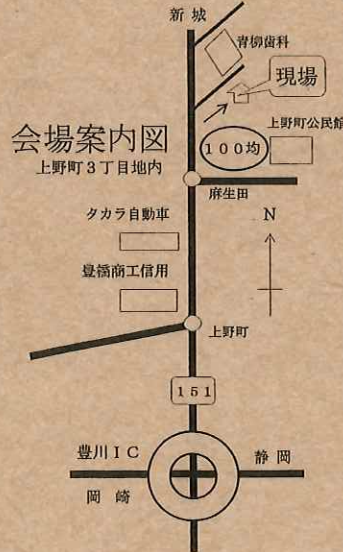 新城
青柳歯科
現場
会場案内図
上野町3丁目地内
100均
上野町公民館
麻生田
タカラ自動車
N
豊橋商工信用
上野町
151
豊川IC
静岡
岡崎